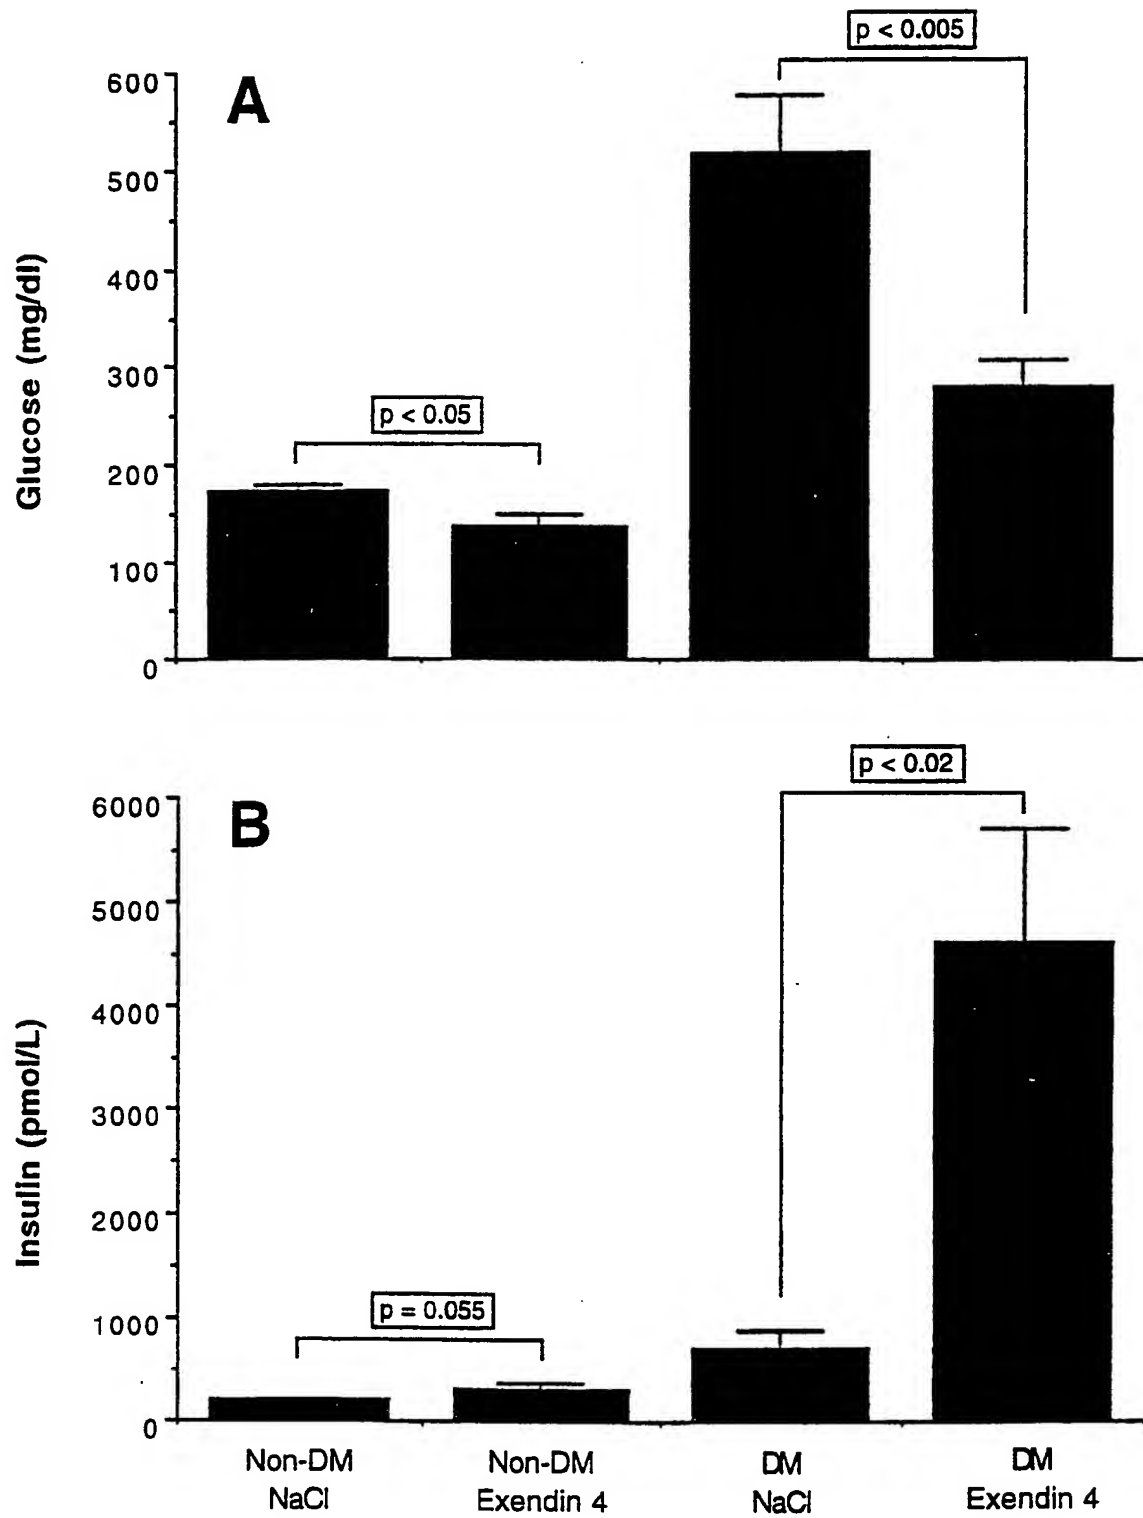 p < 0.005
A
600
500
400
300
200
100
0
Glucose (mg/dl)
p < 0.05
p < 0.02
B
6000
5000
4000
3000
2000
1000
0
Insulin (pmol/L)
p = 0.055
Non-DM
NaCl
Non-DM
Exendin 4
DM
NaCl
DM
Exendin 4